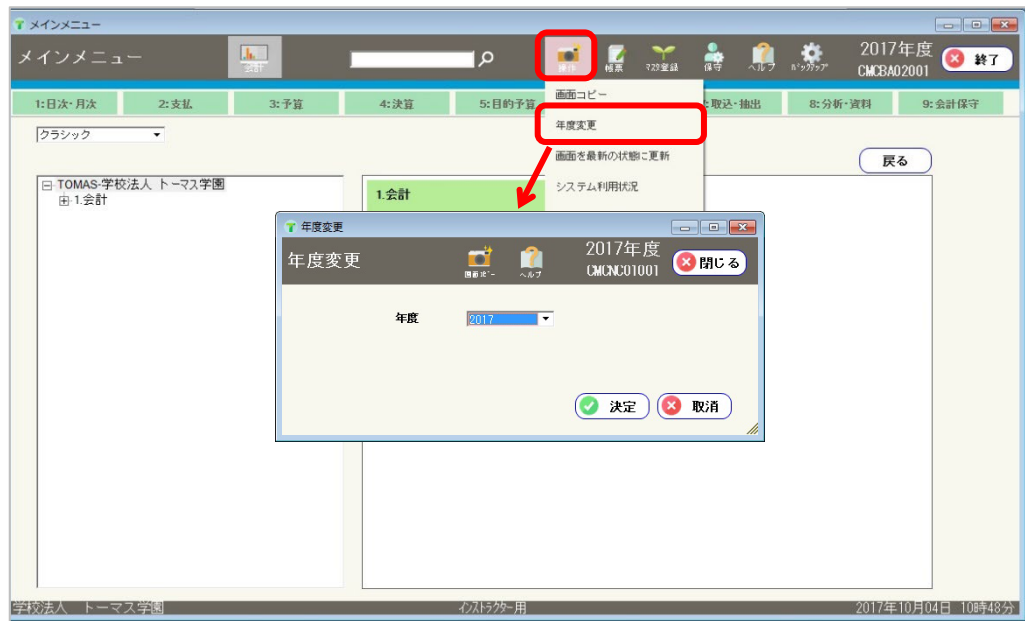 メインメニュー
メインメニュー
会計
操作
帳票
ﾏｽﾀ登録
保守
ヘルプ
ﾊﾞｯｸｱｯﾌﾟ
2017年度
CMCBA02001
終了
1:日次・月次
2:支払
3:予算
4:決算
5:目的予算
:取込・抽出
8:分析・資料
9:会計保守
画面コピー
年度変更
画面を最新の状態に更新
システム利用状況
クラシック
戻る
TOMAS-学校法人 トーマス学園
1.会計
1.会計
年度変更
年度変更
画面ｺﾋﾟｰ
ヘルプ
2017年度
CMCNC01001
閉じる
年度
2017
決定
取消
学校法人 トーマス学園
ｲﾝｽﾄﾗｸﾀｰ用
2017年10月04日 10時48分